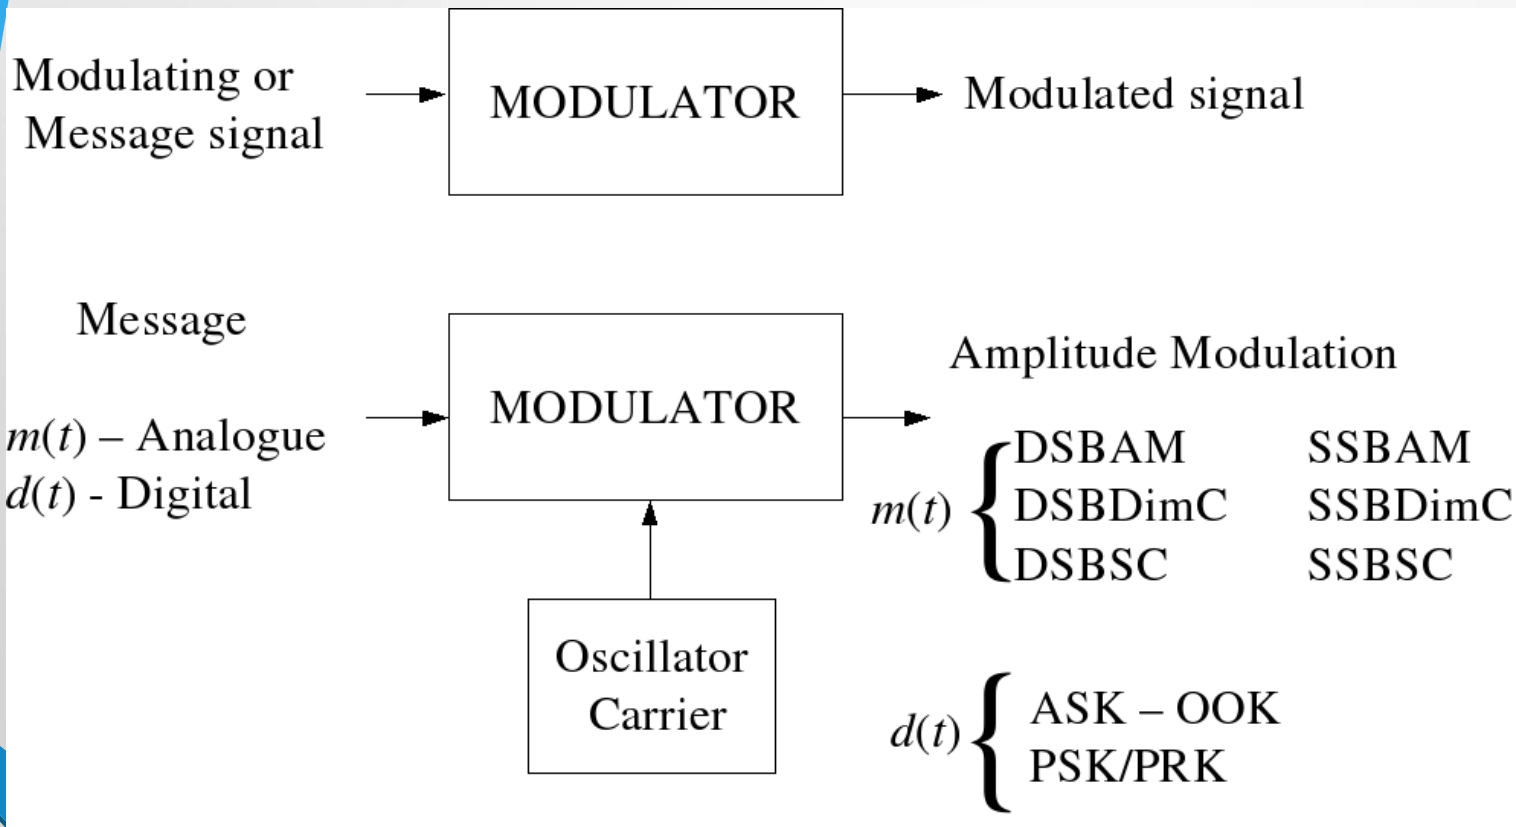 Modulating or
Message signal
MODULATOR
Modulated signal
Message
m(t) – Analogue
d(t) - Digital
MODULATOR
Oscillator
Carrier
Amplitude Modulation
m(t)
DSBAM SSBAM
DSBDimC SSBDimC
DSBSC SSBSC
d(t)
ASK – OOK
PSK/PRK